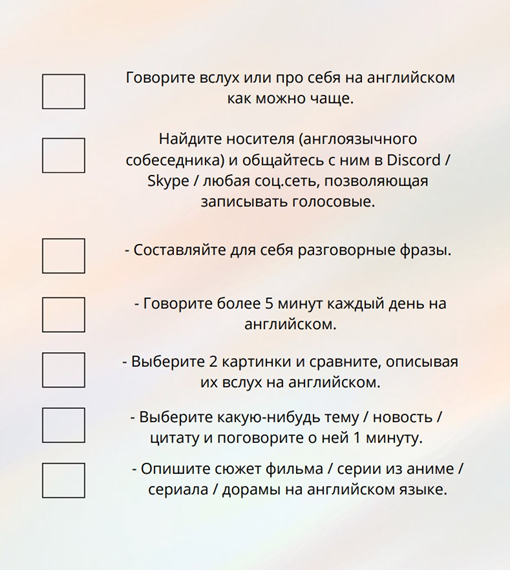 Говорите вслух или про себя на английском
как можно чаще.
Найдите носителя (англоязычного
собеседника) и общайтесь с ним в Discord /
Skype / любая соц.сеть, позволяющая
записывать голосовые.
- Составляйте для себя разговорные фразы.
- Говорите более 5 минут каждый день на
английском.
- Выберите 2 картинки и сравните, описывая
их вслух на английском.
- Выберите какую-нибудь тему / новость /
цитату и поговорите о ней 1 минуту.
- Опишите сюжет фильма / серии из аниме /
сериала / дорамы на английском языке.